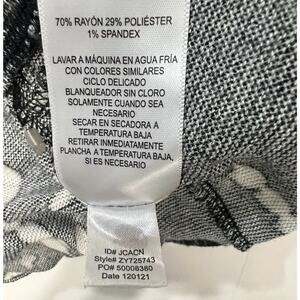 70% RAYÓN 29% POLIÉSTER
1% SPANDEX
LAVAR A MÁQUINA EN AGUA FRÍA
CON COLORES SIMILARES
CICLO DELICADO
BLANQUEADOR SIN CLORO
SOLAMENTE CUANDO SEA
NECESARIO
SECAR EN SECADORA A
TEMPERATURA BAJA
RETIRAR INMEDIATAMENTE
PLANCHA A TEMPERATURA BAJA,
SI ES NECESARIO
ID# JCACN
Style# ZY725743
PO# 50008380
Date 120121